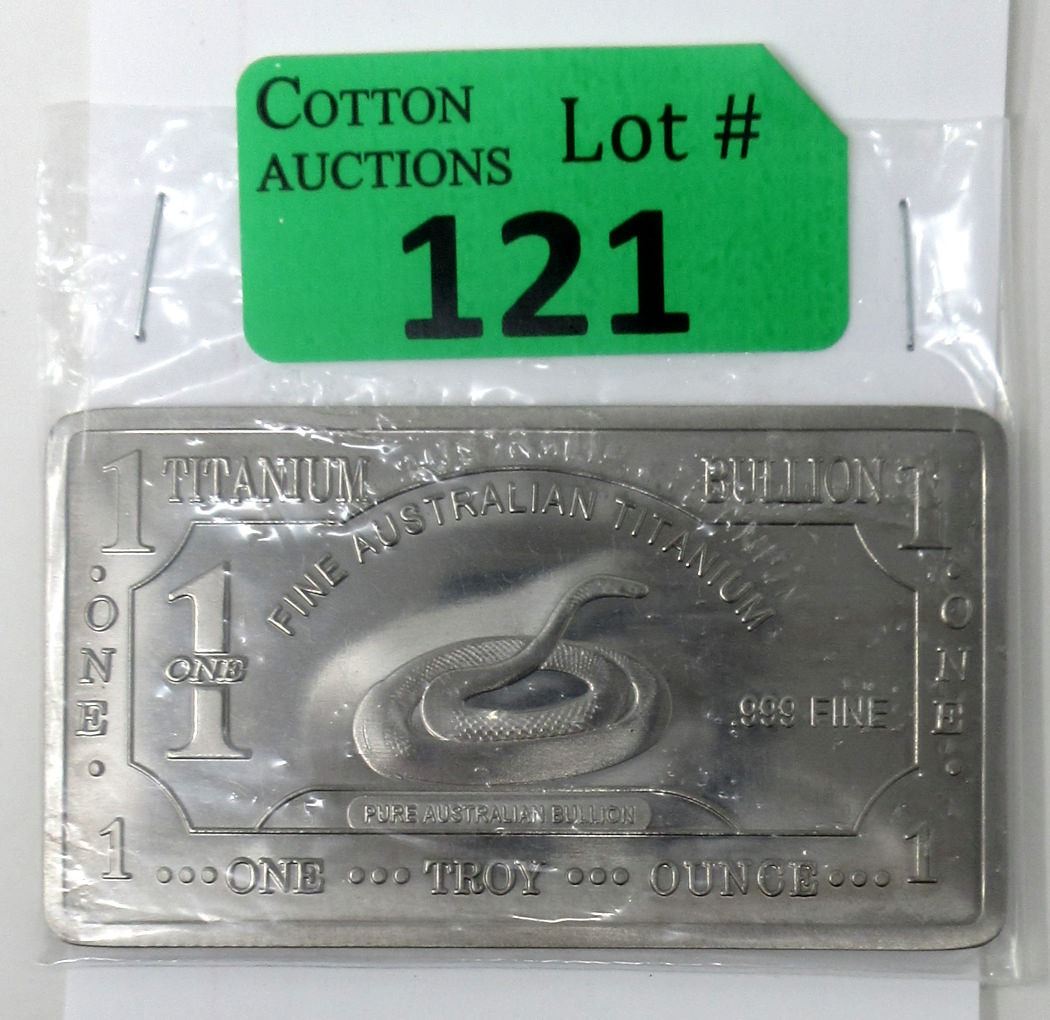 COTTON
AUCTIONS
Lot #
121
1 TITANIUM BULLION 1
FINE AUSTRALIAN TITANIUM
1
ONE
.999 FINE
·ONE·
·ONE·
PURE AUSTRALIAN BULLION
1 ...ONE ... TROY ... OUNCE... 1